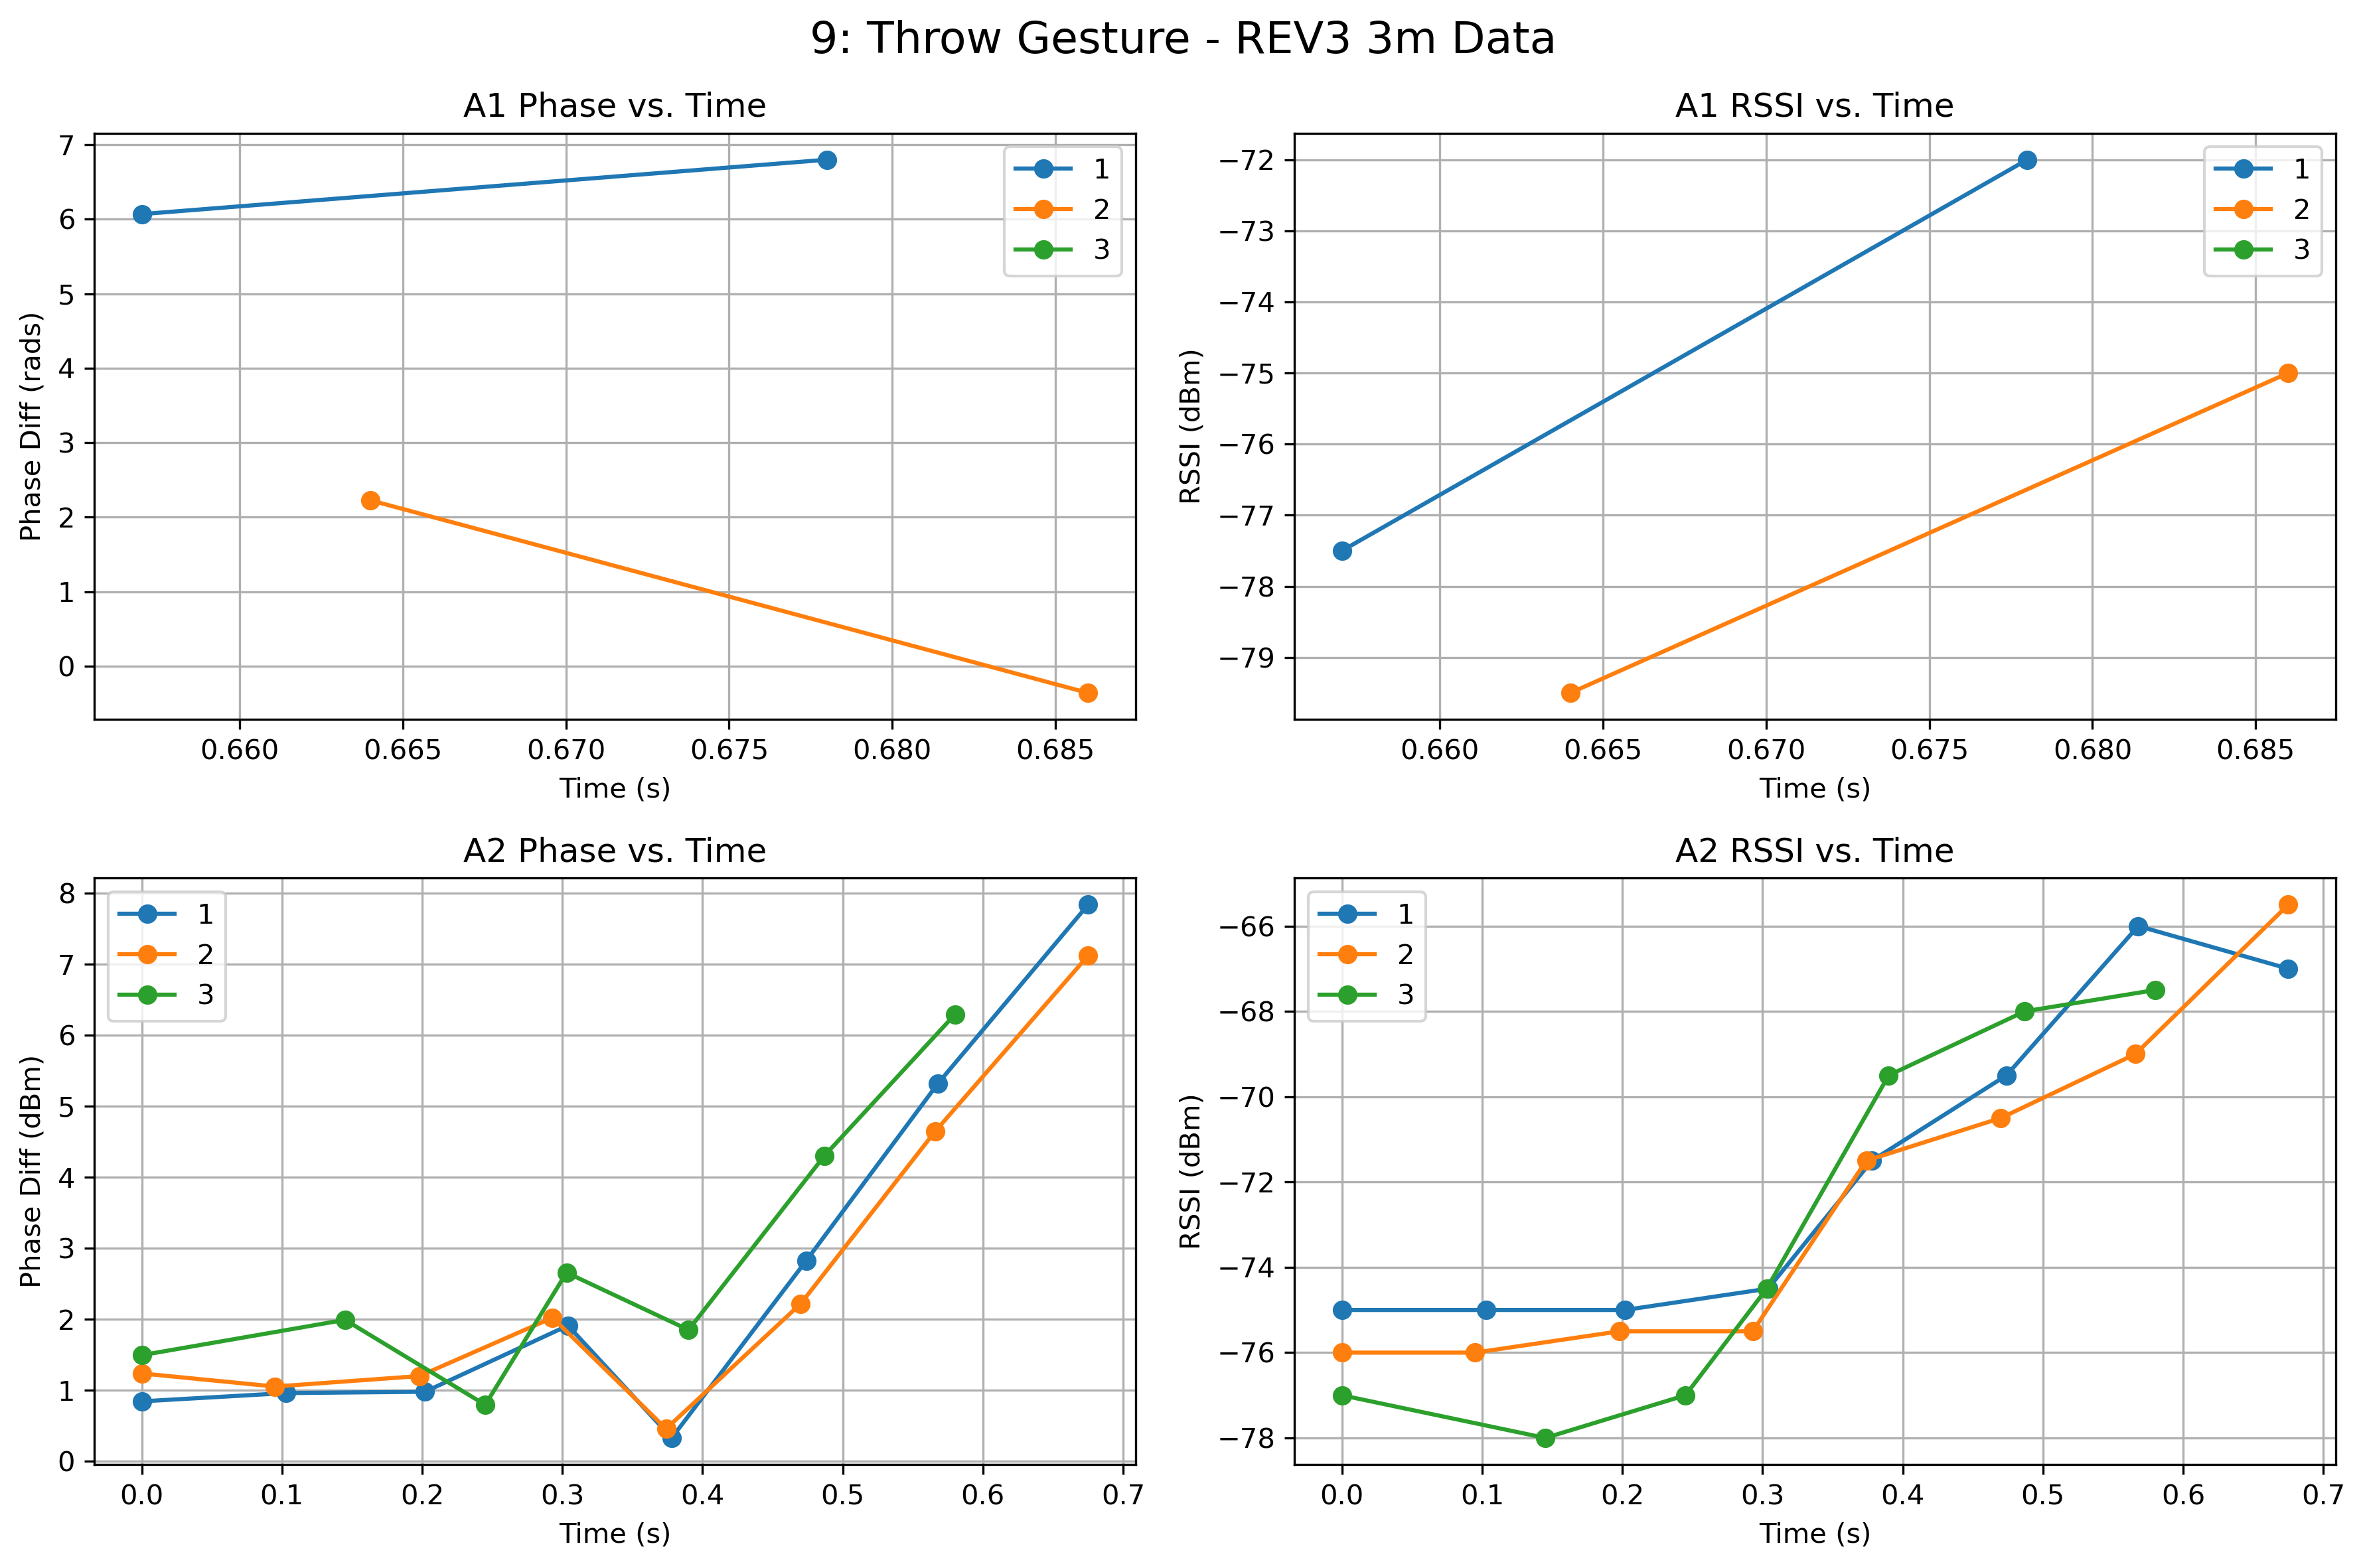 9: Throw Gesture - REV3 3m Data
A1 Phase vs. Time
7
6
5
4
3
2
1
0
Phase Diff (rads)
1
2
3
0.660 0.665 0.670 0.675 0.680 0.685
Time (s)
A1 RSSI vs. Time
−72
−73
−74
−75
−76
−77
−78
−79
RSSI (dBm)
1
2
3
0.660 0.665 0.670 0.675 0.680 0.685
Time (s)
A2 Phase vs. Time
8
7
6
5
4
3
2
1
0
Phase Diff (dBm)
1
2
3
0.0 0.1 0.2 0.3 0.4 0.5 0.6 0.7
Time (s)
A2 RSSI vs. Time
−66
−68
−70
−72
−74
−76
−78
RSSI (dBm)
1
2
3
0.0 0.1 0.2 0.3 0.4 0.5 0.6 0.7
Time (s)